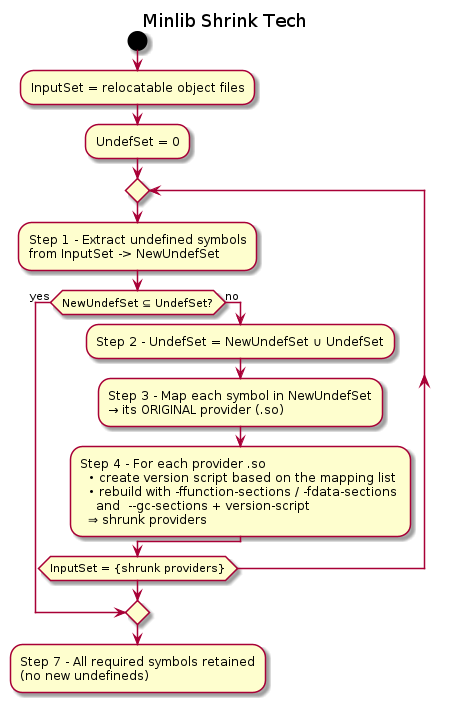 Minlib Shrink Tech
InputSet = relocatable object files
UndefSet = 0
Step 1 - Extract undefined symbols
from InputSet -> NewUndefSet
yes
NewUndefSet ⊆ UndefSet?
no
Step 2 - UndefSet = NewUndefSet ∪ UndefSet
Step 3 - Map each symbol in NewUndefSet
→ its ORIGINAL provider (.so)
Step 4 - For each provider .so
• create version script based on the mapping list
• rebuild with -ffunction-sections / -fdata-sections
and  --gc-sections + version-script
⇒ shrunk providers
InputSet = {shrunk providers}
Step 7 - All required symbols retained
(no new undefineds)